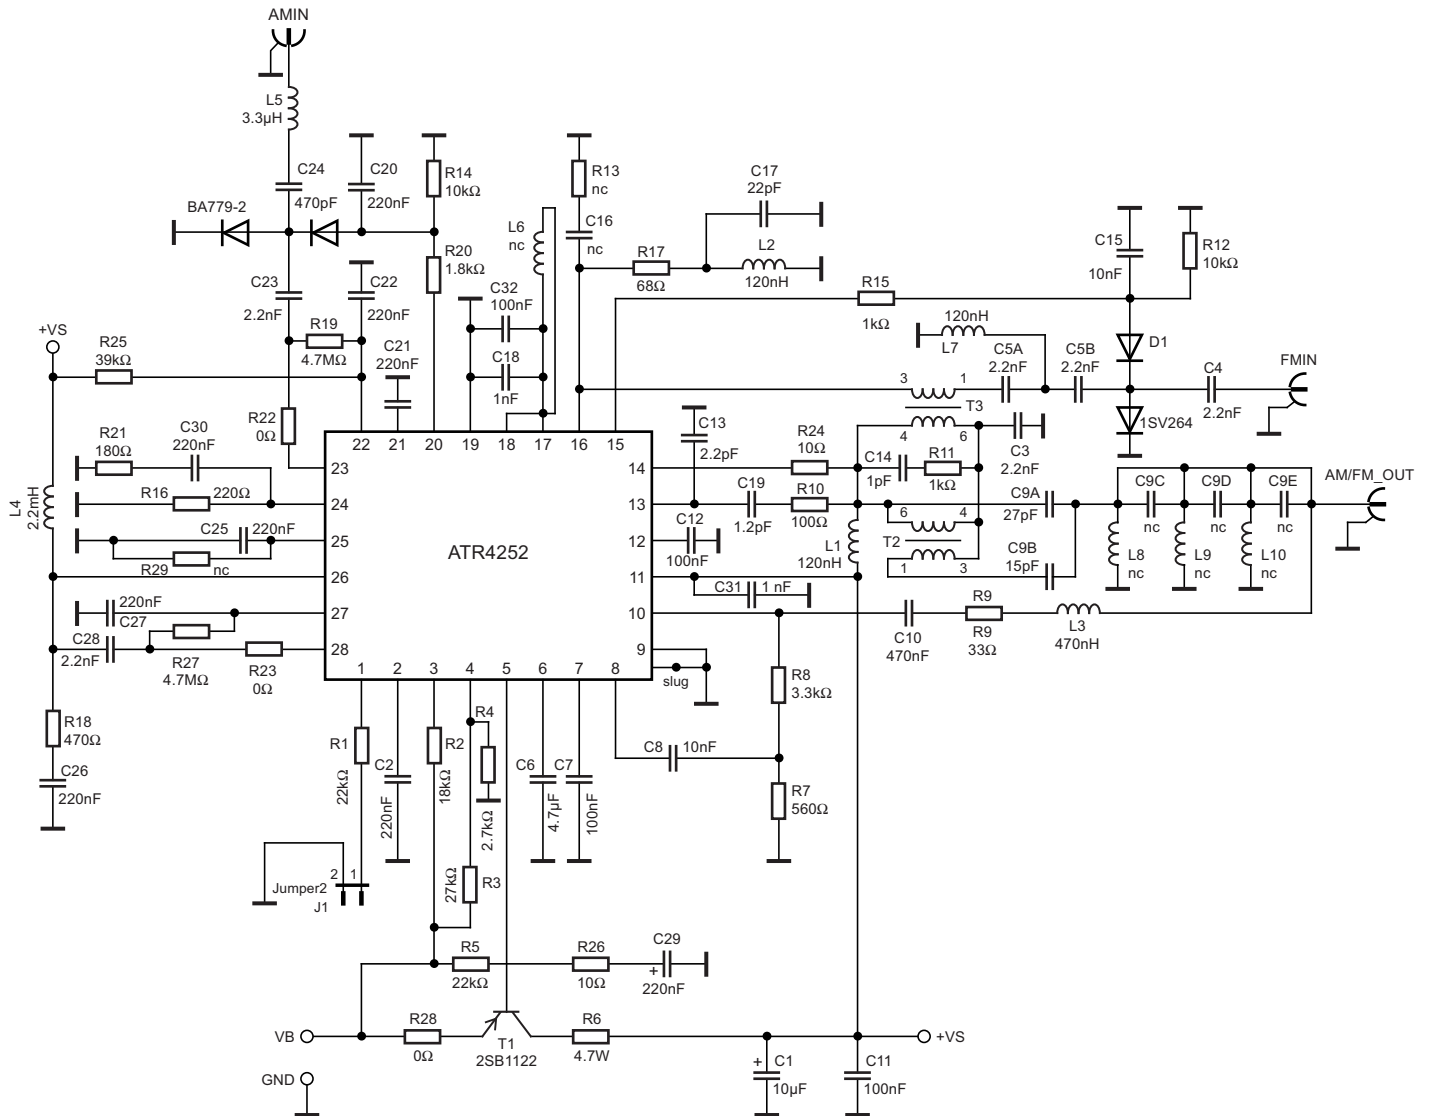 AMIN
L5
3.3µH
C24
470pF
C20
220nF
R14
10kΩ
BA779-2
R20
1.8kΩ
C23
2.2nF
C22
220nF
R19
4.7MΩ
C21
220nF
L6
nc
C32
100nF
C18
1nF
R13
nc
C16
nc
R17
68Ω
C17
22pF
L2
120nH
R15
1kΩ
C15
10nF
R12
10kΩ
120nH
L7
C5A
2.2nF
C5B
2.2nF
D1
C4
2.2nF
FMIN
1SV264
3
1
T3
4
6
C3
2.2nF
+VS
R25
39kΩ
R22
0Ω
R21
180Ω
C30
220nF
R16
220Ω
C25
220nF
R29
nc
L4
2.2mH
220nF
C27
C28
2.2nF
R27
4.7MΩ
R23
0Ω
R18
470Ω
C26
220nF
22
21
20
19
18
17
16
15
23
24
25
26
27
28
ATR4252
14
13
12
11
10
9
1
2
3
4
5
6
7
8
slug
C13
2.2pF
R24
10Ω
C14
1pF
R11
1kΩ
C19
1.2pF
R10
100Ω
C12
100nF
L1
120nH
6
4
T2
1
3
C9A
27pF
C9B
15pF
C9C
nc
C9D
nc
C9E
nc
L8
nc
L9
nc
L10
nc
AM/FM_OUT
C31
1 nF
C10
470nF
R9
R9
33Ω
L3
470nH
R8
3.3kΩ
C8
10nF
R7
560Ω
R1
22kΩ
C2
220nF
R2
18kΩ
R4
2.7kΩ
C6
4.7µF
C7
100nF
27kΩ
R3
2
1
Jumper2
J1
R5
22kΩ
R26
10Ω
C29
+
220nF
VB
R28
0Ω
T1
2SB1122
R6
4.7W
+VS
+
C1
10µF
C11
100nF
GND